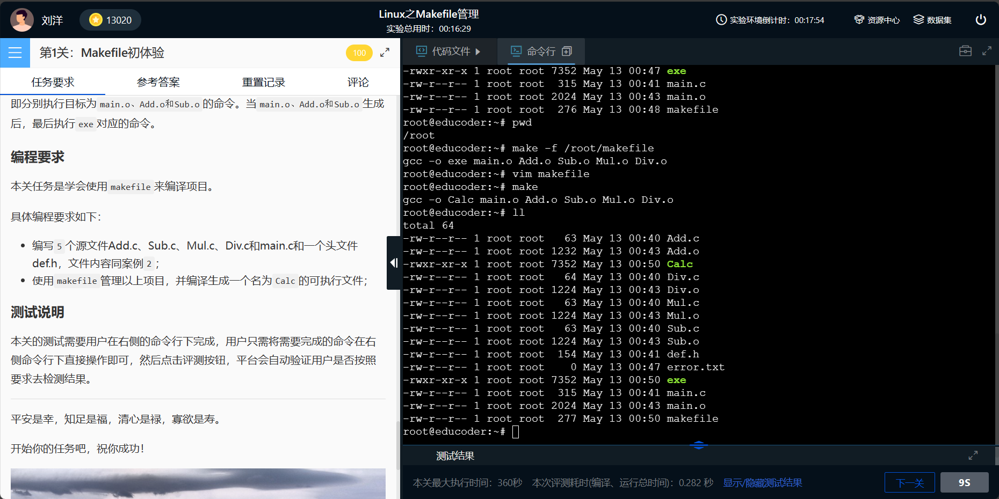 刘洋
13020
Linux之Makefile管理
实验总用时：00:16:29
实验环境倒计时：00:17:54
资源中心
数据集
第1关：Makefile初体验
100
任务要求 参考答案 重置记录 评论
即分别执行目标为 main.o、Add.o和Sub.o 的命令。当 main.o、Add.o和Sub.o 生成
后，最后执行 exe 对应的命令。
编程要求
本关任务是学会使用 makefile 来编译项目。
具体编程要求如下：
编写 5 个源文件Add.c、Sub.c、Mul.c、Div.c和main.c和一个头文件
def.h，文件内容同案例 2 ；
使用 makefile 管理以上项目，并编译生成一个名为 Calc 的可执行文件；
测试说明
本关的测试需要用户在右侧的命令行下完成，用户只需将需要完成的命令在右
侧命令行下直接操作即可，然后点击评测按钮，平台会自动验证用户是否按照
要求去检测结果。
平安是幸，知足是福，清心是禄，寡欲是寿。
开始你的任务吧，祝你成功！
代码文件
命令行
-rwxr-xr-x 1 root root 7352 May 13 00:47 exe
-rw-r--r-- 1 root root  315 May 13 00:41 main.c
-rw-r--r-- 1 root root 2024 May 13 00:43 main.o
-rw-r--r-- 1 root root  276 May 13 00:48 makefile
root@educoder:~# pwd
/root
root@educoder:~# make -f /root/makefile
gcc -o exe main.o Add.o Sub.o Mul.o Div.o
root@educoder:~# vim makefile
root@educoder:~# make
gcc -o Calc main.o Add.o Sub.o Mul.o Div.o
root@educoder:~# ll
total 64
-rw-r--r-- 1 root root   63 May 13 00:40 Add.c
-rw-r--r-- 1 root root 1232 May 13 00:43 Add.o
-rwxr-xr-x 1 root root 7352 May 13 00:50 Calc
-rw-r--r-- 1 root root   64 May 13 00:40 Div.c
-rw-r--r-- 1 root root 1224 May 13 00:43 Div.o
-rw-r--r-- 1 root root   63 May 13 00:40 Mul.c
-rw-r--r-- 1 root root 1224 May 13 00:43 Mul.o
-rw-r--r-- 1 root root   63 May 13 00:40 Sub.c
-rw-r--r-- 1 root root 1224 May 13 00:43 Sub.o
-rw-r--r-- 1 root root  154 May 13 00:41 def.h
-rw-r--r-- 1 root root    0 May 13 00:47 error.txt
-rwxr-xr-x 1 root root 7352 May 13 00:50 exe
-rw-r--r-- 1 root root  315 May 13 00:41 main.c
-rw-r--r-- 1 root root 2024 May 13 00:43 main.o
-rw-r--r-- 1 root root  277 May 13 00:50 makefile
root@educoder:~#
测试结果
本关最大执行时间：360秒 本次评测耗时(编译、运行总时间)：0.282 秒 显示/隐藏测试结果
下一关
9S